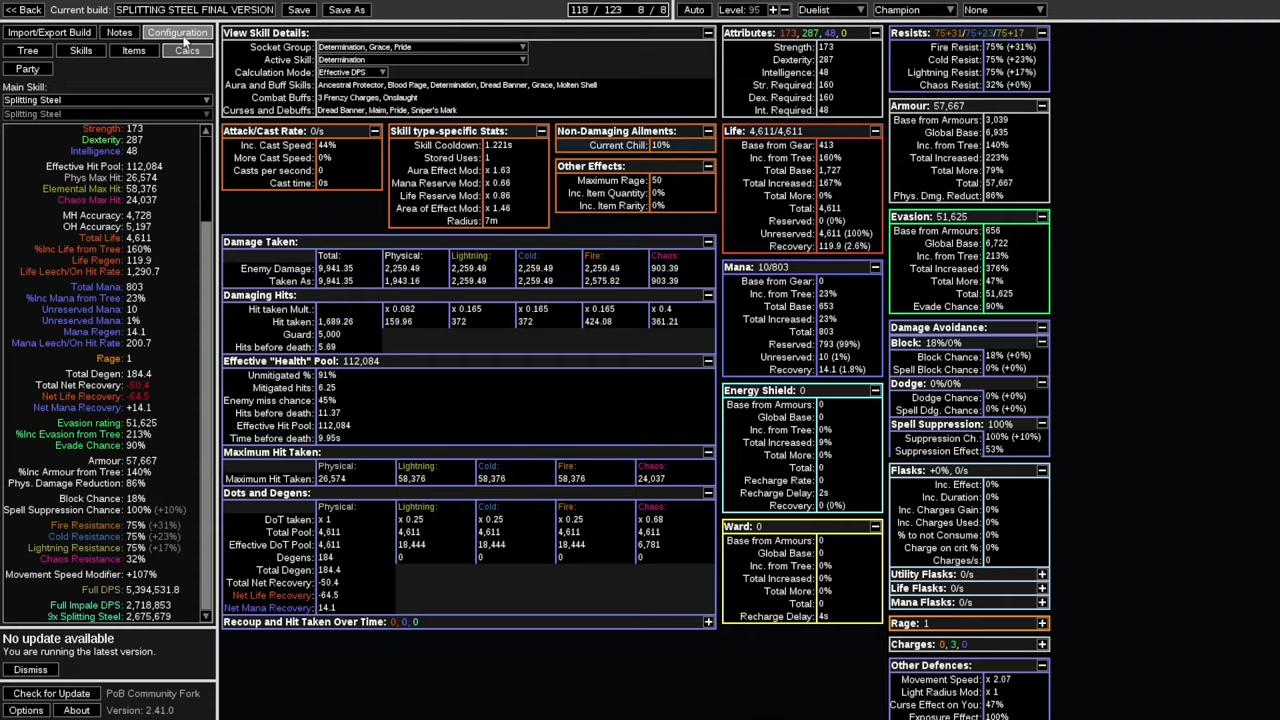 << Back Current build: SPLITTING STEEL FINAL VERSION Save Save As 118 / 123 8 / 8 Auto Level: 95 Duelist Champion None
Import/Export Build Notes Configuration
Tree Skills Items Calcs
Party
Main Skill:
Splitting Steel
Splitting Steel
Strength: 173
Dexterity: 287
Intelligence: 48
Effective Hit Pool: 112,084
Phys Max Hit: 26,574
Elemental Max Hit: 58,376
Chaos Max Hit: 24,037
MH Accuracy: 4,728
OH Accuracy: 5,197
Total Life: 4,611
%Inc Life from Tree: 160%
Life Regen: 119.9
Life Leech/On Hit Rate: 1,290.7
Total Mana: 803
%Inc Mana from Tree: 23%
Unreserved Mana: 10
Unreserved Mana: 1%
Mana Regen: 14.1
Mana Leech/On Hit Rate: 200.7
Rage: 1
Total Degen: 184.4
Total Net Recovery: -50.4
Net Life Recovery: -64.5
Net Mana Recovery: +14.1
Evasion rating: 51,625
%Inc Evasion from Tree: 213%
Evade Chance: 90%
Armour: 57,667
%Inc Armour from Tree: 140%
Phys. Damage Reduction: 86%
Block Chance: 18%
Spell Suppression Chance: 100% (+10%)
Fire Resistance: 75% (+31%)
Cold Resistance: 75% (+23%)
Lightning Resistance: 75% (+17%)
Chaos Resistance: 32%
Movement Speed Modifier: +107%
Full DPS: 5,394,531.8
Full Impale DPS: 2,718,853
9x Splitting Steel: 2,675,679
No update available
You are running the latest version.
Dismiss
Check for Update PoB Community Fork
Options About Version: 2.41.0
View Skill Details:
Socket Group: Determination, Grace, Pride
Active Skill: Determination
Calculation Mode: Effective DPS
Aura and Buff Skills: Ancestral Protector, Blood Rage, Determination, Dread Banner, Grace, Molten Shell
Combat Buffs: 3 Frenzy Charges, Onslaught
Curses and Debuffs: Dread Banner, Maim, Pride, Sniper's Mark
Attack/Cast Rate: 0/s
Inc. Cast Speed: 44%
More Cast Speed: 0%
Casts per second: 0
Cast time: 0s
Skill type-specific Stats:
Skill Cooldown: 1.221s
Stored Uses: 1
Aura Effect Mod: x 1.63
Mana Reserve Mod: x 0.66
Life Reserve Mod: x 0.86
Area of Effect Mod: x 1.46
Radius: 7m
Non-Damaging Ailments:
Current Chill: 10%
Other Effects:
Maximum Rage: 50
Inc. Item Quantity: 0%
Inc. Item Rarity: 0%
Damage Taken:
Total: Physical: Lightning: Cold: Fire: Chaos:
Enemy Damage: 9,941.35 2,259.49 2,259.49 2,259.49 2,259.49 903.39
Taken As: 9,941.35 1,943.16 2,259.49 2,259.49 2,575.82 903.39
Damaging Hits:
Hit taken Mult.: x 0.082 x 0.165 x 0.165 x 0.165 x 0.4
Hit taken: 1,689.26 159.96 372 372 424.08 361.21
Guard: 5,000
Hits before death: 5.69
Effective "Health" Pool: 112,084
Unmitigated %: 91%
Mitigated hits: 6.25
Enemy miss chance: 45%
Hits before death: 11.37
Effective Hit Pool: 112,084
Time before death: 9.95s
Maximum Hit Taken:
Physical: Lightning: Cold: Fire: Chaos:
Maximum Hit Taken: 26,574 58,376 58,376 58,376 24,037
Dots and Degens:
Physical: Lightning: Cold: Fire: Chaos:
DoT taken: x 1 x 0.25 x 0.25 x 0.25 x 0.68
Total Pool: 4,611 4,611 4,611 4,611 4,611
Effective DoT Pool: 4,611 18,444 18,444 18,444 6,781
Degens: 184 0 0 0 0
Total Degen: 184.4
Total Net Recovery: -50.4
Net Life Recovery: -64.5
Net Mana Recovery: 14.1
Recoup and Hit Taken Over Time: 0, 0, 0
Attributes: 173, 287, 48, 0
Strength: 173
Dexterity: 287
Intelligence: 48
Str. Required: 160
Dex. Required: 160
Int. Required: 48
Life: 4,611/4,611
Base from Gear: 413
Inc. from Tree: 160%
Total Base: 1,727
Total Increased: 167%
Total More: 0%
Total: 4,611
Reserved: 0 (0%)
Unreserved: 4,611 (100%)
Recovery: 119.9 (2.6%)
Mana: 10/803
Base from Gear: 0
Inc. from Tree: 23%
Total Base: 653
Total Increased: 23%
Total More: 0%
Total: 803
Reserved: 793 (99%)
Unreserved: 10 (1%)
Recovery: 14.1 (1.8%)
Energy Shield: 0
Base from Armours: 0
Global Base: 0
Inc. from Tree: 0%
Total Increased: 9%
Total More: 0%
Total: 0
Recharge Rate: 0
Recharge Delay: 2s
Recovery: 0 (0%)
Ward: 0
Base from Armours: 0
Global Base: 0
Inc. from Tree: 0%
Total Increased: 0%
Total More: 0%
Total: 0
Recharge Delay: 4s
Resists: 75+31/75+23/75+17
Fire Resist: 75% (+31%)
Cold Resist: 75% (+23%)
Lightning Resist: 75% (+17%)
Chaos Resist: 32% (+0%)
Armour: 57,667
Base from Armours: 3,039
Global Base: 6,935
Inc. from Tree: 140%
Total Increased: 223%
Total More: 79%
Total: 57,667
Phys. Dmg. Reduct: 86%
Evasion: 51,625
Base from Armours: 656
Global Base: 6,722
Inc. from Tree: 213%
Total Increased: 376%
Total More: 47%
Total: 51,625
Evade Chance: 90%
Damage Avoidance:
Block: 18%/0%
Block Chance: 18% (+0%)
Spell Block Chance: 0% (+0%)
Dodge: 0%/0%
Dodge Chance: 0% (+0%)
Spell Ddg. Chance: 0% (+0%)
Spell Suppression: 100%
Suppression Ch.: 100% (+10%)
Suppression Effect: 53%
Flasks: +0%, 0/s
Inc. Effect: 0%
Inc. Duration: 0%
Inc. Charges Gain: 0%
Inc. Charges Used: 0%
% to not Consume: 0%
Charge on crit %: 0%
Charges/s: 0
Utility Flasks: 0/s
Life Flasks: 0/s
Mana Flasks: 0/s
Rage: 1
Charges: 0, 3, 0
Other Defences:
Movement Speed: x 2.07
Light Radius Mod: x 1
Curse Effect on You: 47%
Exposure Effect: 100%